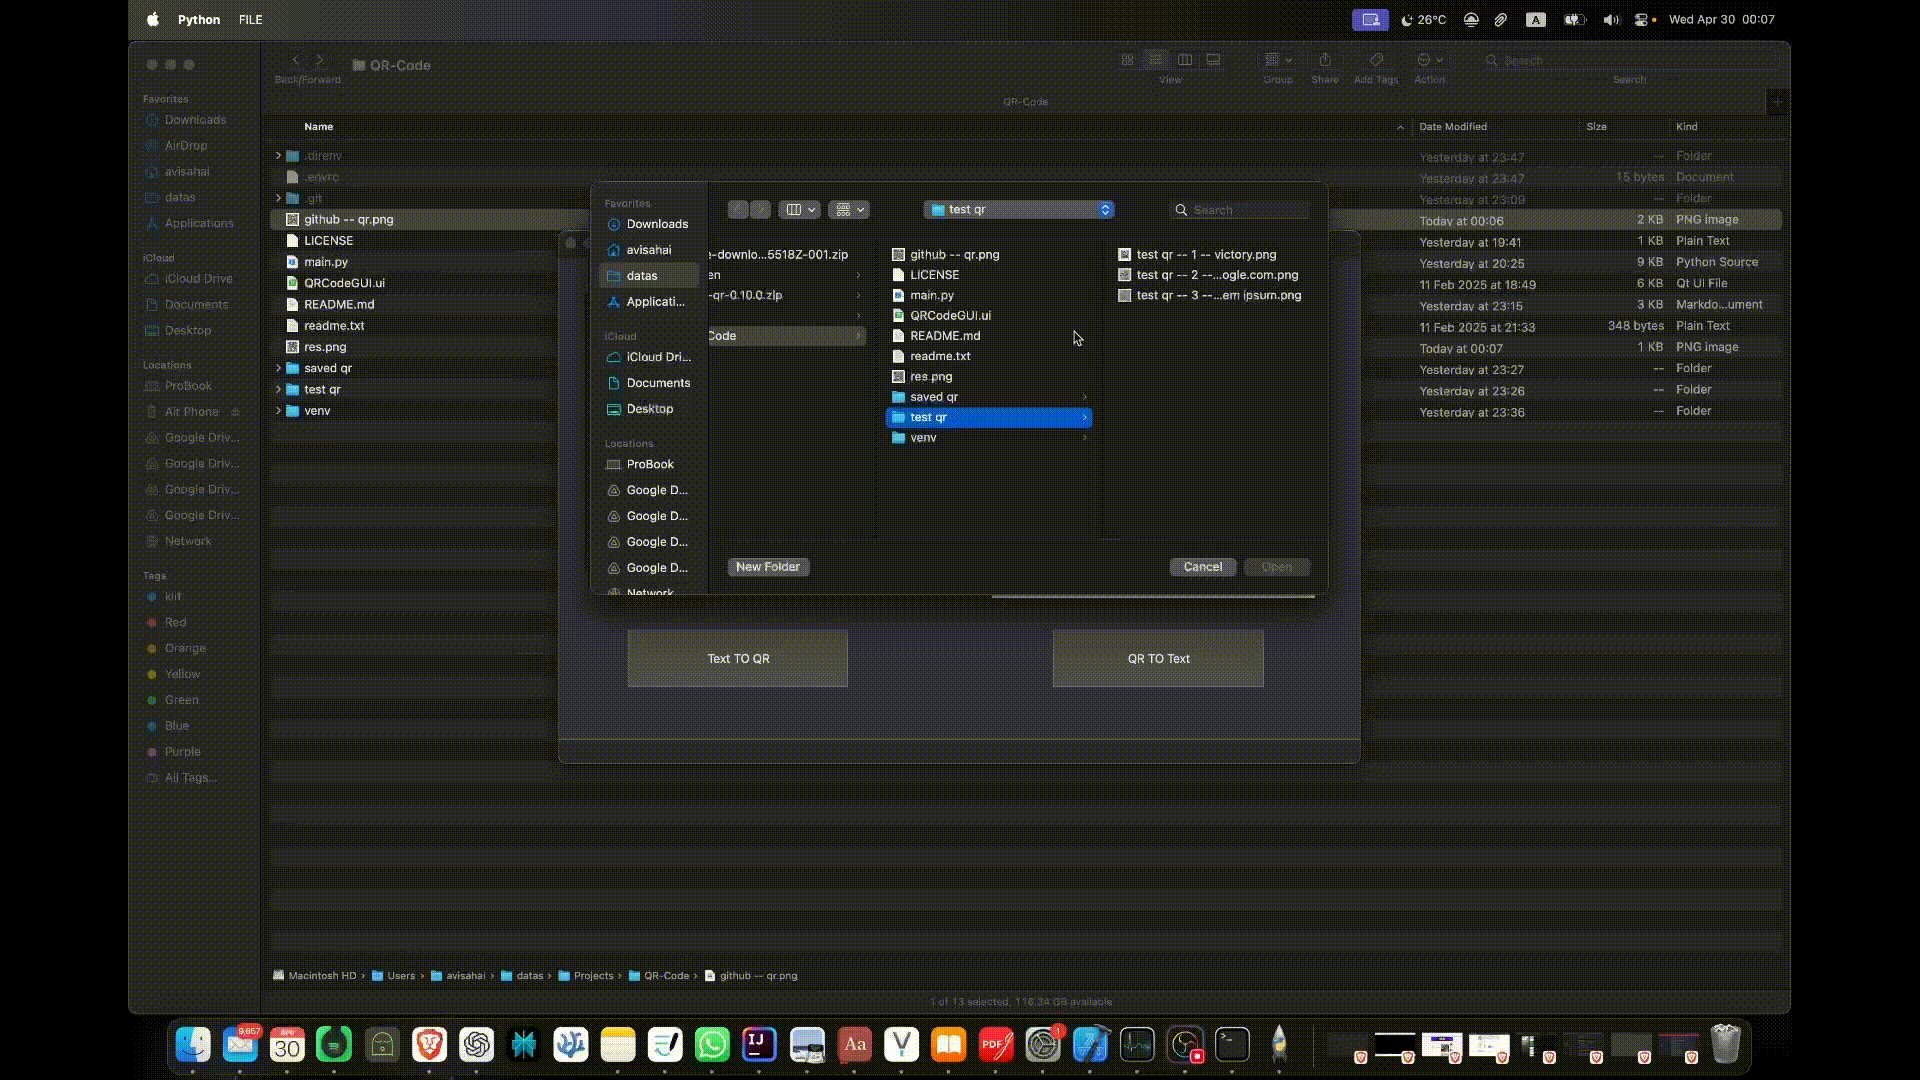 Python FILE
26°C A Wed Apr 30 00:07
QR-Code
Back/Forward
View Group Share Add Tags Action Search
Search
QR-Code
Favorites
Downloads
AirDrop
avisahai
datas
Applications
iCloud
iCloud Drive
Documents
Desktop
Locations
ProBook
Air Phone
Google Driv...
Google Driv...
Google Driv...
Google Driv...
Network
Tags
kiit
Red
Orange
Yellow
Green
Blue
Purple
All Tags...
Name Date Modified Size Kind
.direnv Yesterday at 23:47 -- Folder
.envrc Yesterday at 23:47 15 bytes Document
.git Yesterday at 23:09 -- Folder
github -- qr.png Today at 00:06 2 KB PNG image
LICENSE Yesterday at 19:41 1 KB Plain Text
main.py Yesterday at 20:25 9 KB Python Source
QRCodeGUI.ui 11 Feb 2025 at 18:49 6 KB Qt UI File
README.md Yesterday at 23:15 3 KB Markdo...ument
readme.txt 11 Feb 2025 at 21:33 348 bytes Plain Text
res.png Today at 00:07 1 KB PNG image
saved qr Yesterday at 23:27 -- Folder
test qr Yesterday at 23:26 -- Folder
venv Yesterday at 23:36 -- Folder
Favorites
Downloads
avisahai
datas
Applicati...
iCloud
iCloud Dri...
Documents
Desktop
Locations
ProBook
Google D...
Google D...
Google D...
Google D...
Network
test qr
Search
e-downlo...5518Z-001.zip
en
-qr-0.10.0.zip
Code
github -- qr.png
LICENSE
main.py
QRCodeGUI.ui
README.md
readme.txt
res.png
saved qr
test qr
venv
test qr -- 1 -- victory.png
test qr -- 2 --...ogle.com.png
test qr -- 3 --...em ipsum.png
New Folder Cancel Open
Text TO QR QR TO Text
Macintosh HD › Users › avisahai › datas › Projects › QR-Code › github -- qr.png
1 of 13 selected, 116.34 GB available
9,657
30
IJ
Aa
PDF
1